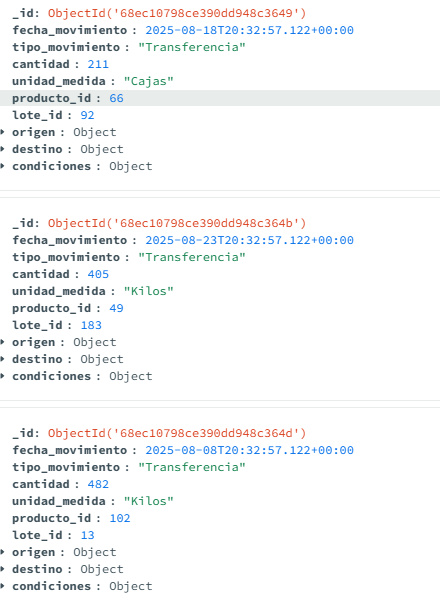 _id: ObjectId('68ec10798ce390dd948c3649')
fecha_movimiento : 2025-08-18T20:32:57.122+00:00
tipo_movimiento : "Transferencia"
cantidad : 211
unidad_medida : "Cajas"
producto_id : 66
lote_id : 92
origen : Object
destino : Object
condiciones : Object
_id: ObjectId('68ec10798ce390dd948c364b')
fecha_movimiento : 2025-08-23T20:32:57.122+00:00
tipo_movimiento : "Transferencia"
cantidad : 405
unidad_medida : "Kilos"
producto_id : 49
lote_id : 183
origen : Object
destino : Object
condiciones : Object
_id: ObjectId('68ec10798ce390dd948c364d')
fecha_movimiento : 2025-08-08T20:32:57.122+00:00
tipo_movimiento : "Transferencia"
cantidad : 482
unidad_medida : "Kilos"
producto_id : 102
lote_id : 13
origen : Object
destino : Object
condiciones : Object